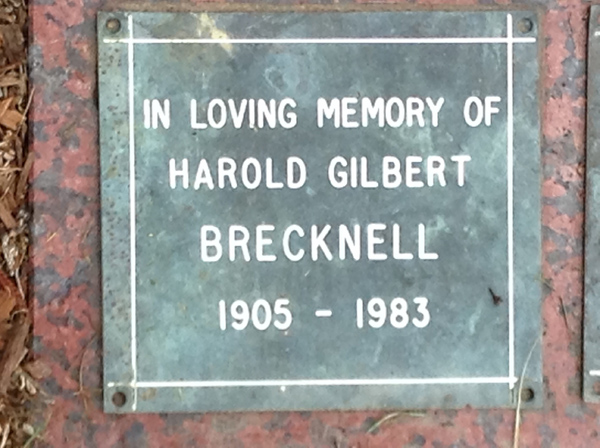 IN LOVING MEMORY OF
HAROLD GILBERT
BRECKNELL
1905 - 1983